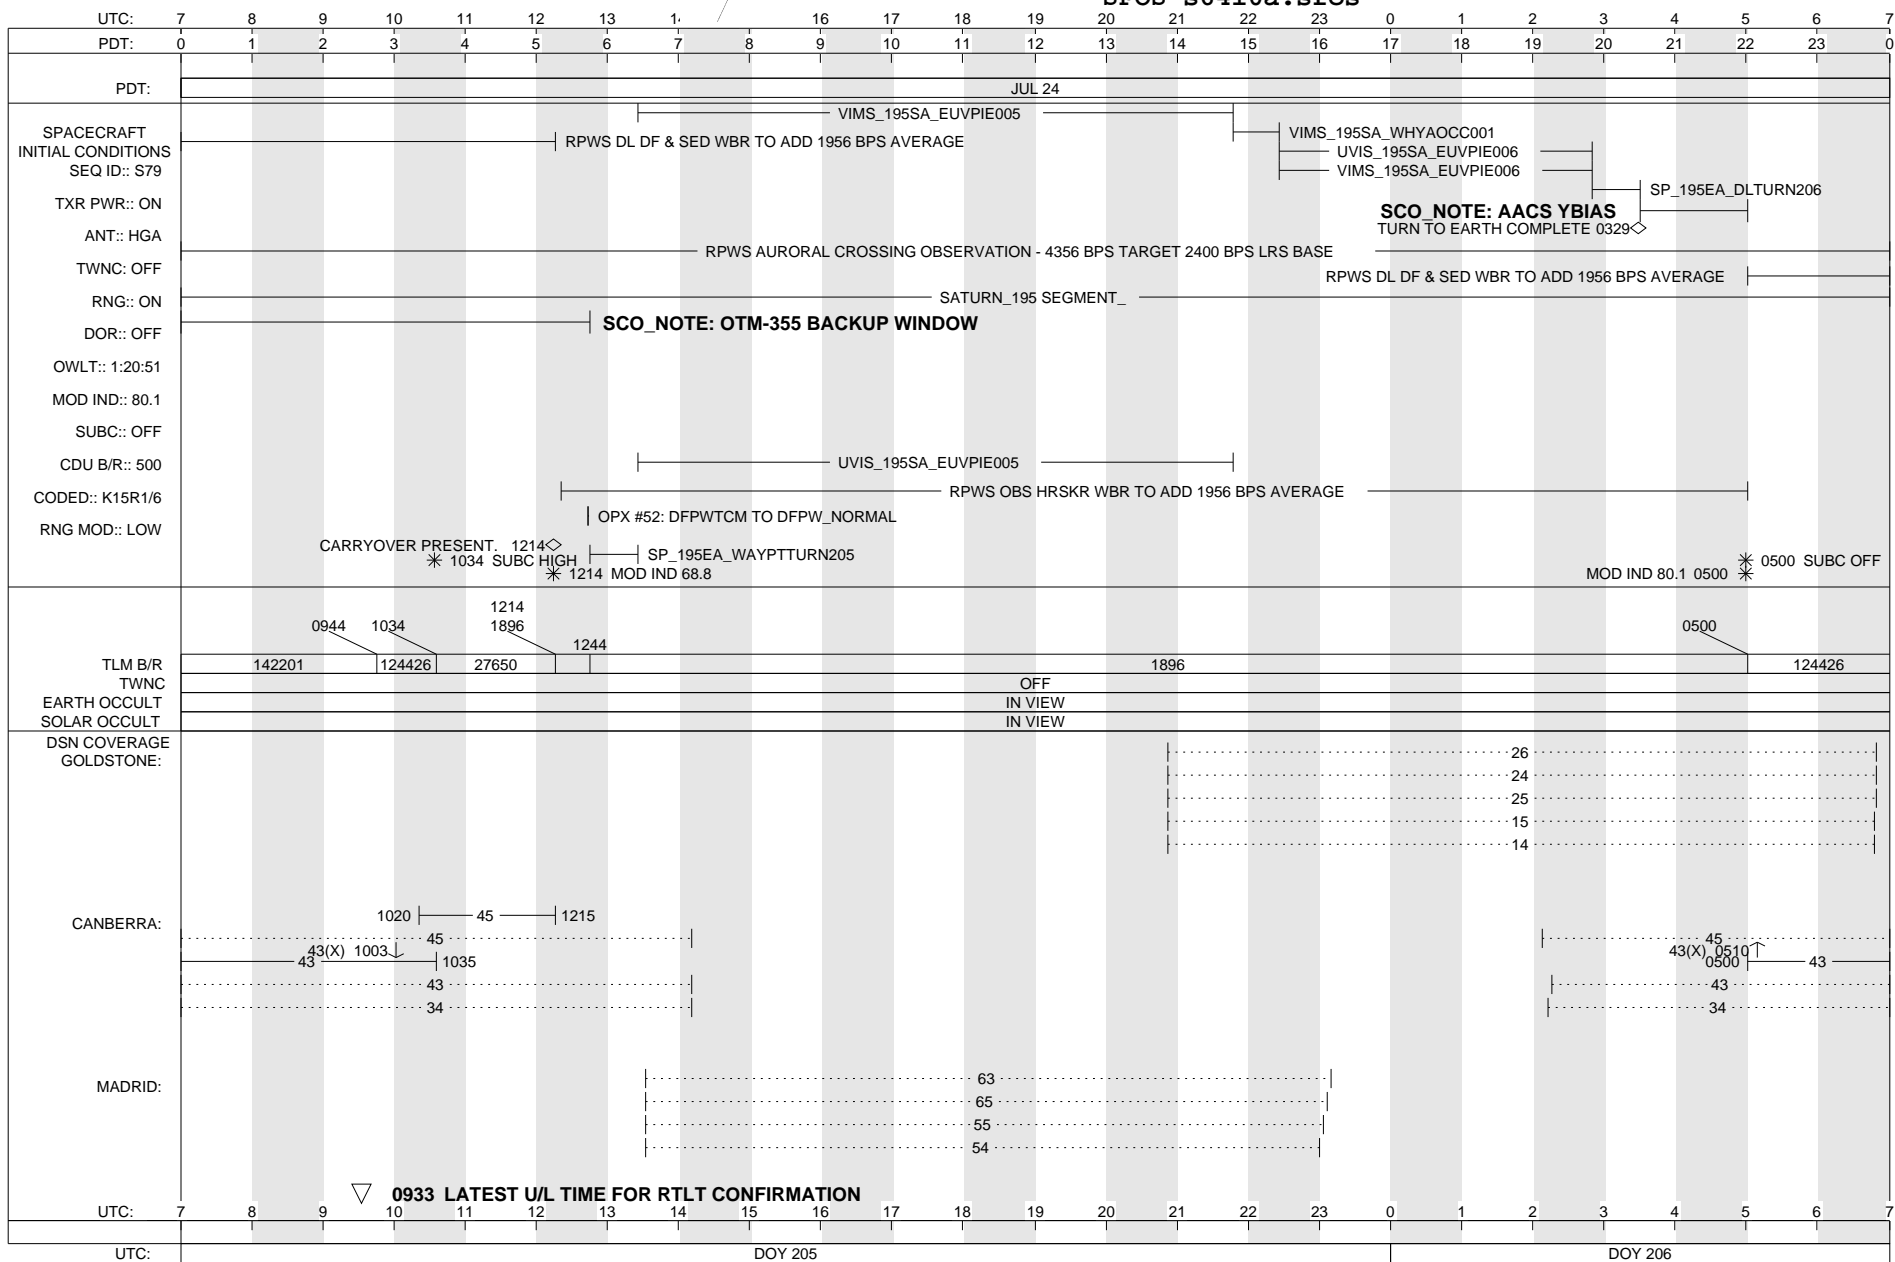 UTC: 7 8 9 10 11 12 13 16 17 18 19 20 21 22 23 0 1 2 3 4 5 6 7
PDT: 0 1 2 3 4 5 6 7 8 9 10 11 12 13 14 15 16 17 18 19 20 21 22 23 0
PDT: JUL 24
VIMS_195SA_EUVPIE005
SPACECRAFT
INITIAL CONDITIONS
SEQ ID:: S79
VIMS_195SA_WHYAOCC001
RPWS DL DF & SED WBR TO ADD 1956 BPS AVERAGE
UVIS_195SA_EUVPIE006
VIMS_195SA_EUVPIE006
SP_195EA_DLTURN206
TXR PWR:: ON
SCO_NOTE: AACS YBIAS
TURN TO EARTH COMPLETE 0329
ANT:: HGA
RPWS AURORAL CROSSING OBSERVATION - 4356 BPS TARGET 2400 BPS LRS BASE
TWNC: OFF
RPWS DL DF & SED WBR TO ADD 1956 BPS AVERAGE
RNG:: ON
SATURN_195 SEGMENT_
SCO_NOTE: OTM-355 BACKUP WINDOW
DOR:: OFF
OWLT:: 1:20:51
MOD IND:: 80.1
SUBC:: OFF
CDU B/R:: 500
UVIS_195SA_EUVPIE005
RPWS OBS HRSKR WBR TO ADD 1956 BPS AVERAGE
CODED:: K15R1/6
OPX #52: DFPWTCM TO DFPW_NORMAL
RNG MOD:: LOW
CARRYOVER PRESENT. 1214
SP_195EA_WAYPTTURN205
1034 SUBC HIGH
0500 SUBC OFF
1214 MOD IND 68.8
MOD IND 80.1 0500
1214
0944 1034 1896 0500
1244
TLM B/R 142201 124426 27650 1896 124426
TWNC OFF
EARTH OCCULT IN VIEW
SOLAR OCCULT IN VIEW
DSN COVERAGE
GOLDSTONE:
26
24
25
15
14
CANBERRA:
1020 45 1215
45 45
43(X) 1003 43(X) 0510
43 1035 0500 43
43 43
34 34
MADRID:
63
65
55
54
0933 LATEST U/L TIME FOR RTLT CONFIRMATION
UTC: 7 8 9 10 11 12 13 14 15 16 17 18 19 20 21 22 23 0 1 2 3 4 5 6 7
UTC: DOY 205 DOY 206